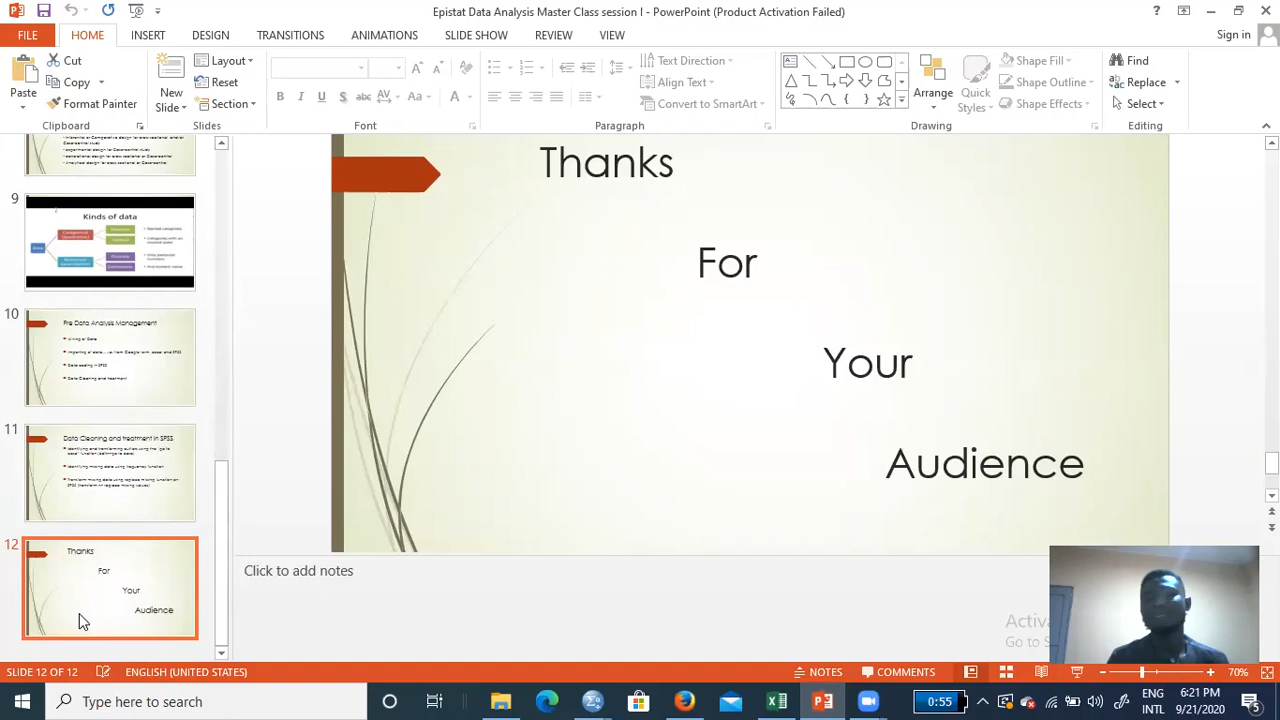 Epistat Data Analysis Master Class session I - PowerPoint (Product Activation Failed)
Sign in
FILE HOME INSERT DESIGN TRANSITIONS ANIMATIONS SLIDE SHOW REVIEW VIEW
Paste
Cut
Copy
Format Painter
Clipboard
New
Slide
Layout
Reset
Section
Slides
Font
Text Direction
Align Text
Convert to SmartArt
Paragraph
Arrange
Quick
Styles
Shape Fill
Shape Outline
Shape Effects
Drawing
Find
Replace
Select
Editing
9
Kinds of data
10
Pre Data Analysis Management
11
Data Cleaning and treatment in SPSS
12
Thanks
For
Your
Audience
Thanks
For
Your
Audience
Click to add notes
Activa
Go to S
SLIDE 12 OF 12
ENGLISH (UNITED STATES)
NOTES
COMMENTS
70%
Type here to search
0:55
ENG
INTL
6:21 PM
9/21/2020
5